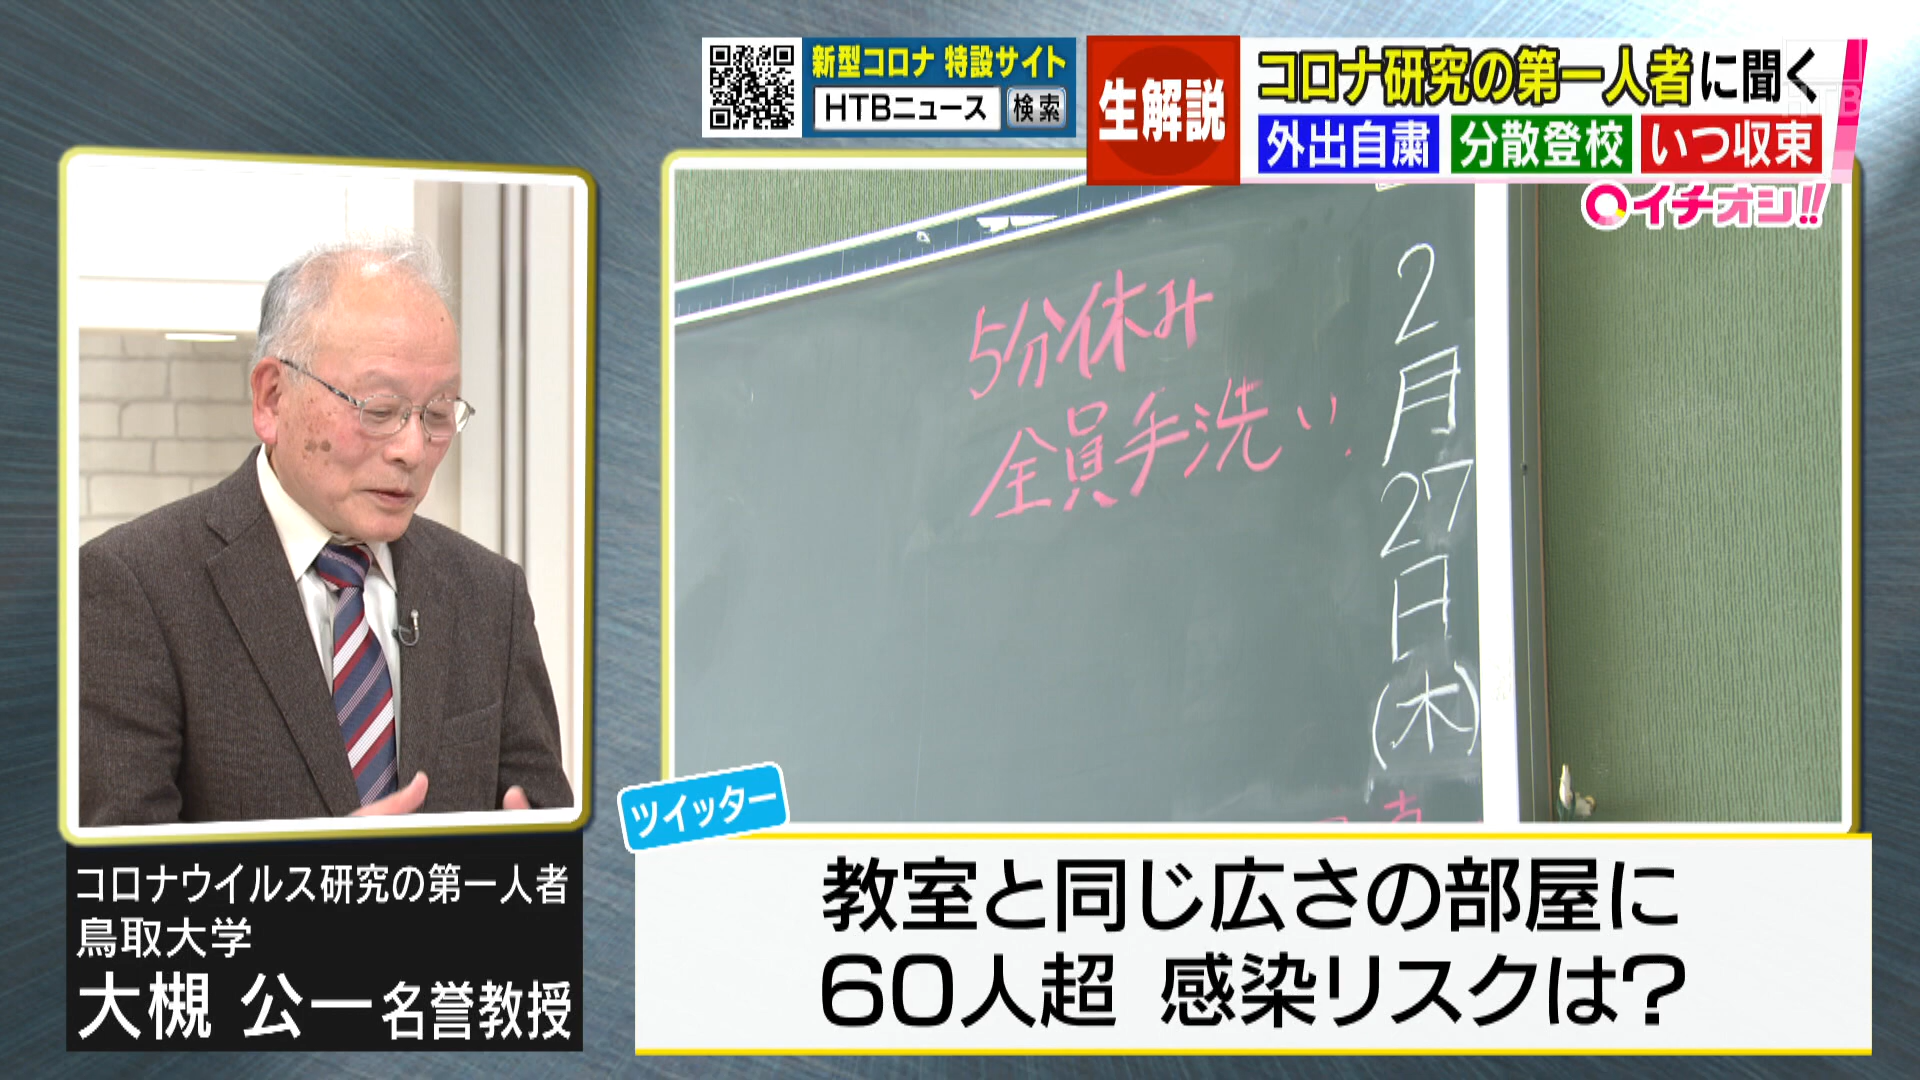 新型コロナ 特設サイト
HTBニュース 検索
生解説
コロナ研究の第一人者に聞く
外出自粛 分散登校 いつ収束
HTB
イチオシ!!
5分休み
全員手洗い
2月27日(木)
ツイッター
教室と同じ広さの部屋に
60人超 感染リスクは?
コロナウイルス研究の第一人者
鳥取大学
大槻 公一名誉教授